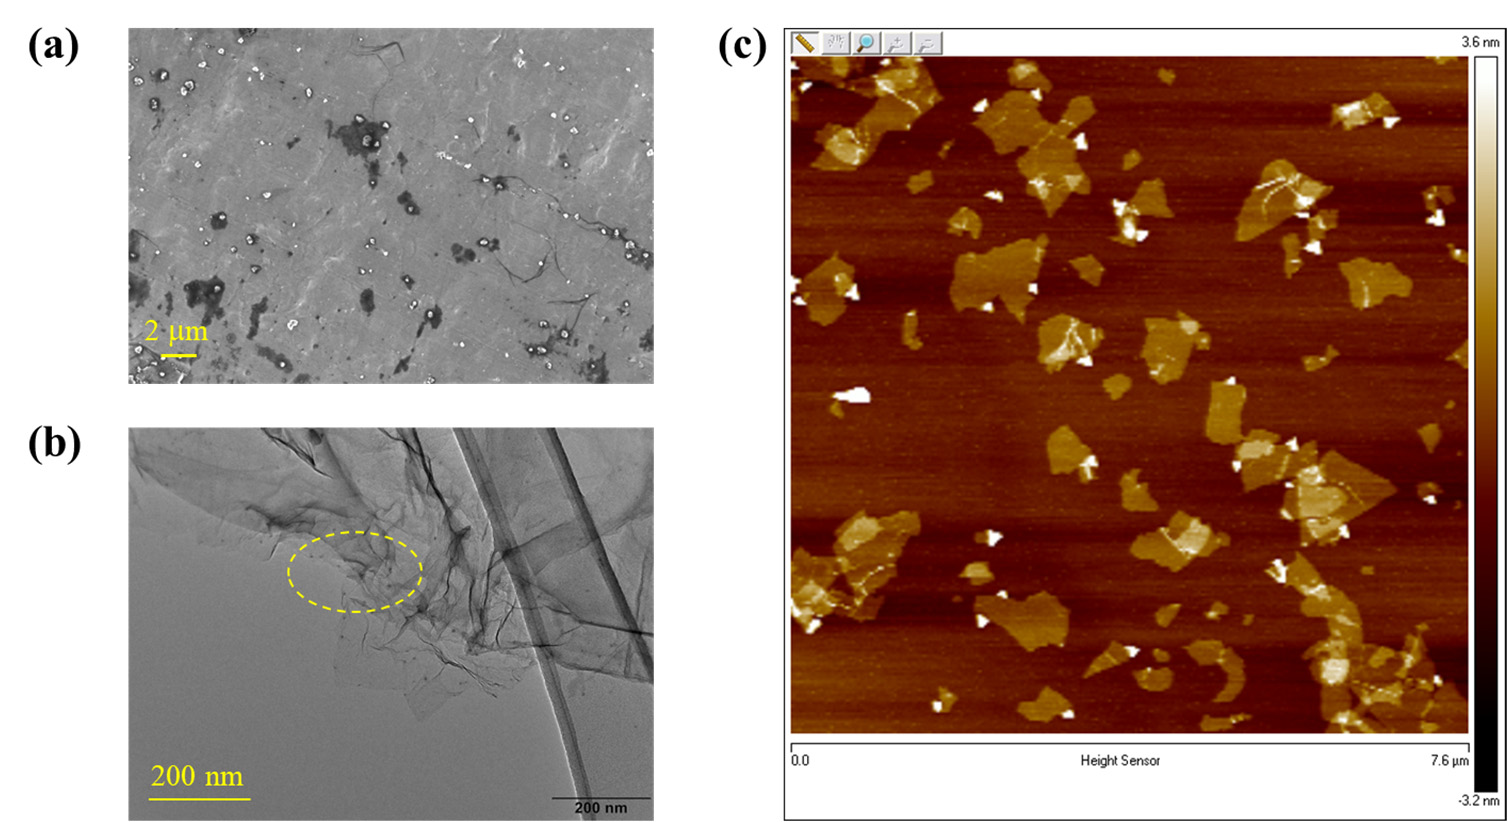 (a)
2 μm
(b)
200 nm
200 nm
(c)
3.6 nm
0.0
Height Sensor
7.6 μm
-3.2 nm